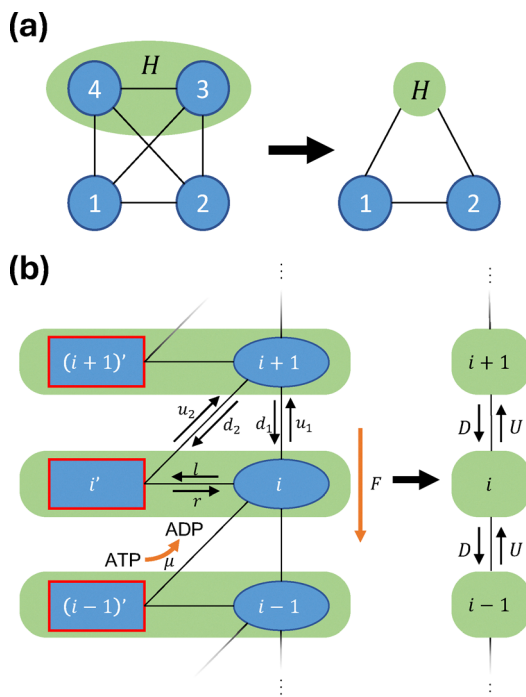 (a)
H
4 3
1 2
H
1 2
(b)
⋮ ⋮
(i+1)' i+1 i+1
u₂ d₂ d₁ u₁ D U
i' l r i F i
ADP
ATP μ D U
(i−1)' i−1 i−1
⋮ ⋮